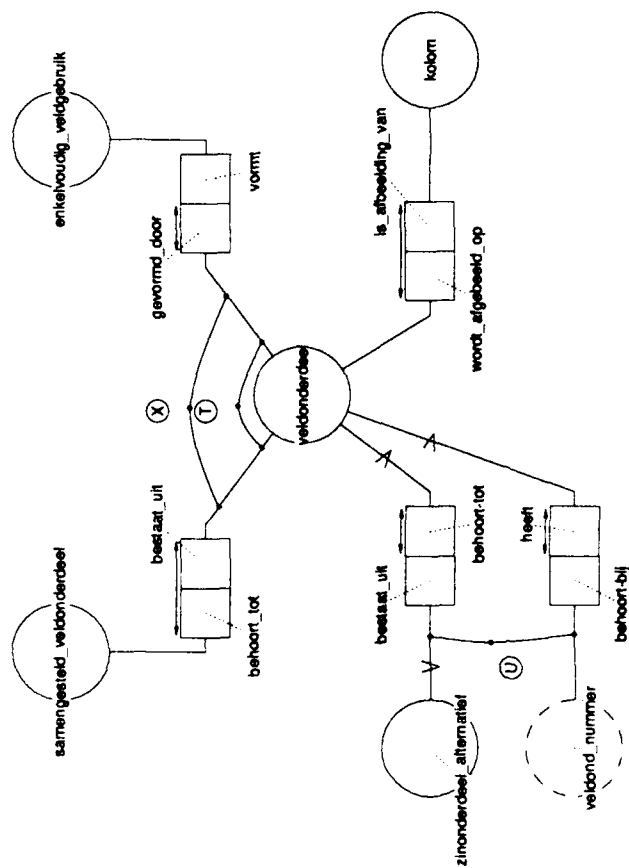 samengesteld_veldonderdeel
enkelvoudig_veldgebruik
bestaat_uit
behoort_tot
gevormd_door
vormt
X
T
veldonderdeel
zinonderdeel_alternatief
bestaat_uit
behoort-tot
V
U
veldond_nummer
heeft
behoort-bij
is_afbeelding_van
wordt_afgebeeld_op
kolom